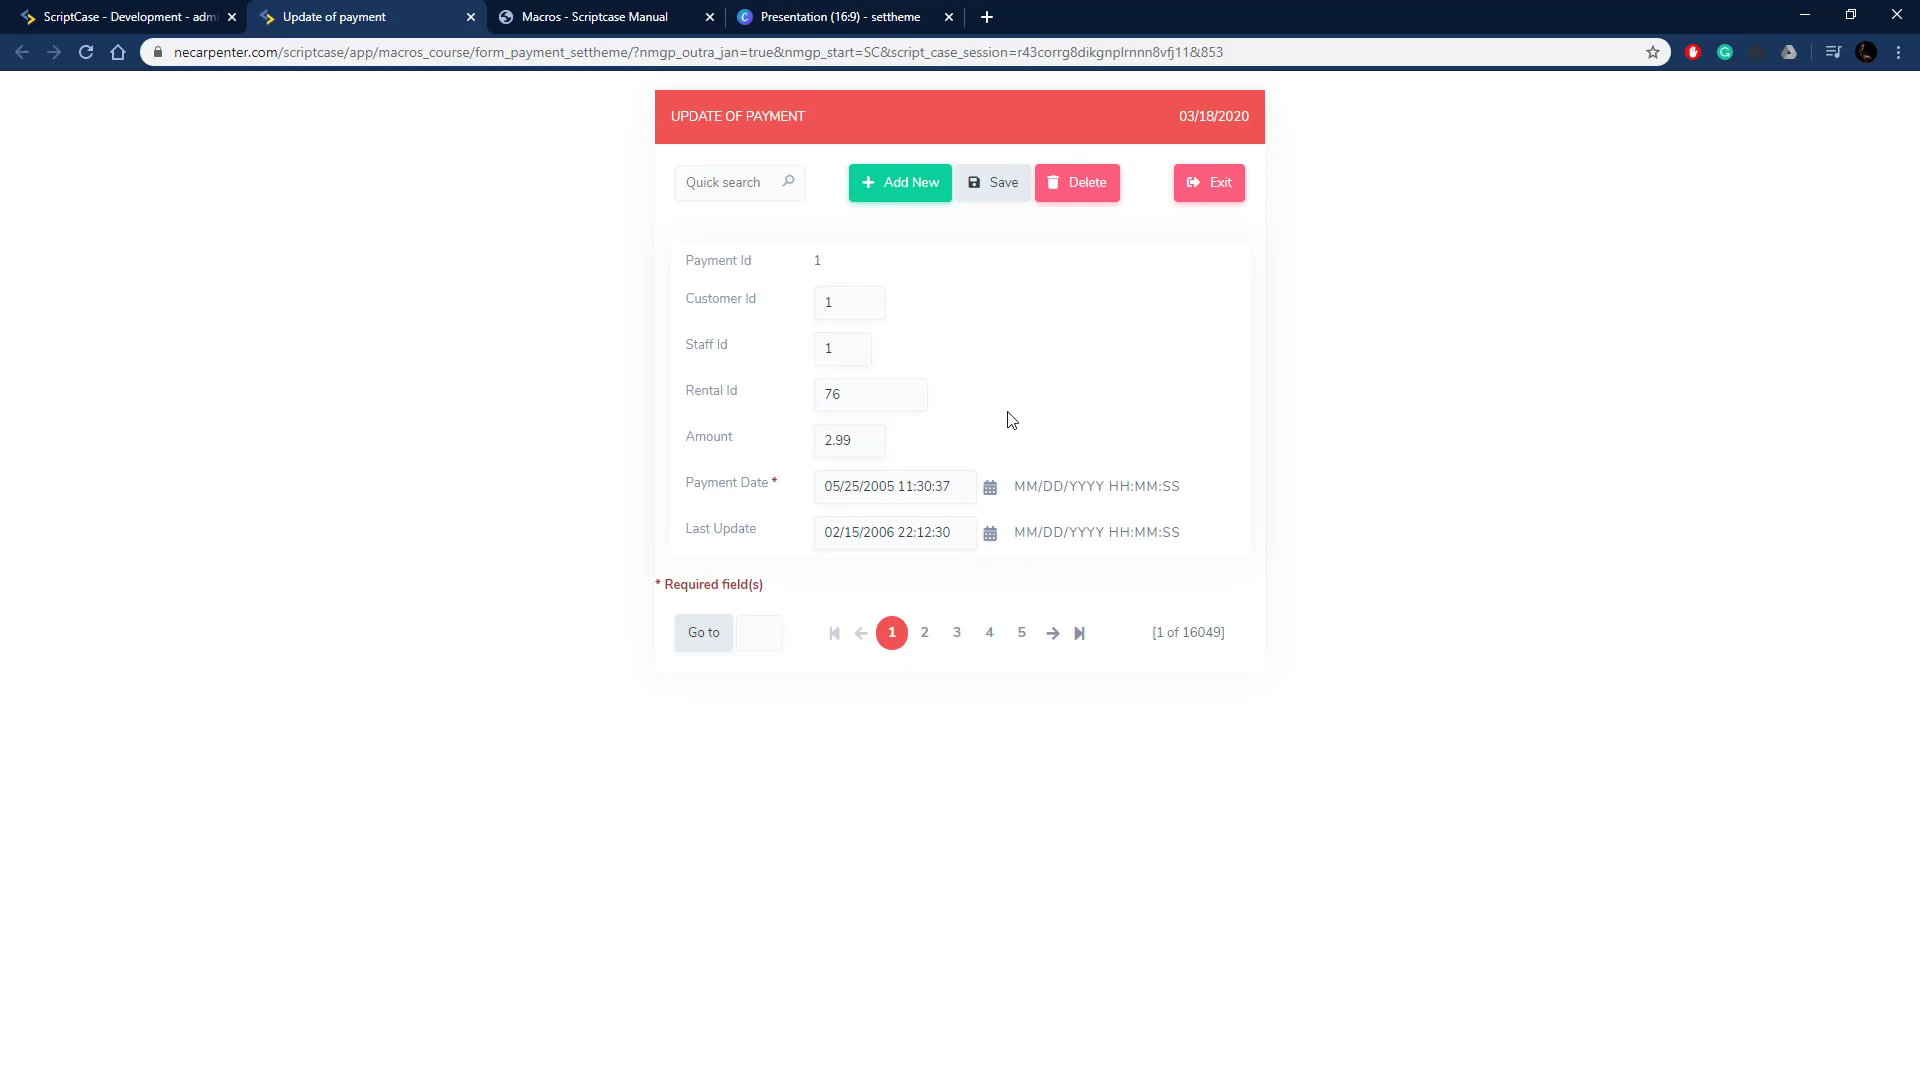 ScriptCase - Development - admi
Update of payment
Macros - Scriptcase Manual
Presentation (16:9) - settheme
necarpenter.com/scriptcase/app/macros_course/form_payment_settheme/?nmgp_outra_jan=true&nmgp_start=SC&script_case_session=r43corrg8dikgnplrnnn8vfj11&853
UPDATE OF PAYMENT 03/18/2020
Quick search Add New Save Delete Exit
Payment Id 1
Customer Id 1
Staff Id 1
Rental Id 76
Amount 2.99
Payment Date * 05/25/2005 11:30:37 MM/DD/YYYY HH:MM:SS
Last Update 02/15/2006 22:12:30 MM/DD/YYYY HH:MM:SS
* Required field(s)
Go to 1 2 3 4 5 [1 of 16049]